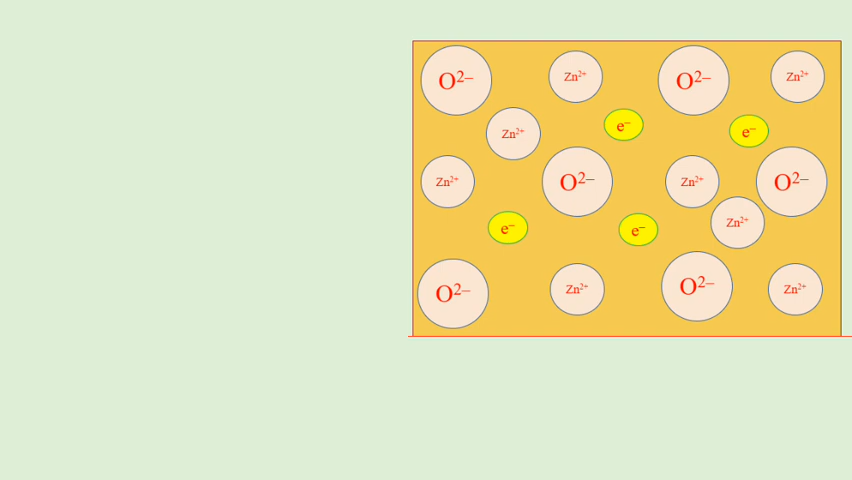 O²⁻ Zn²⁺ O²⁻ Zn²⁺
Zn²⁺ e⁻ e⁻
Zn²⁺ O²⁻ Zn²⁺ O²⁻
e⁻ e⁻ Zn²⁺
O²⁻ Zn²⁺ O²⁻ Zn²⁺